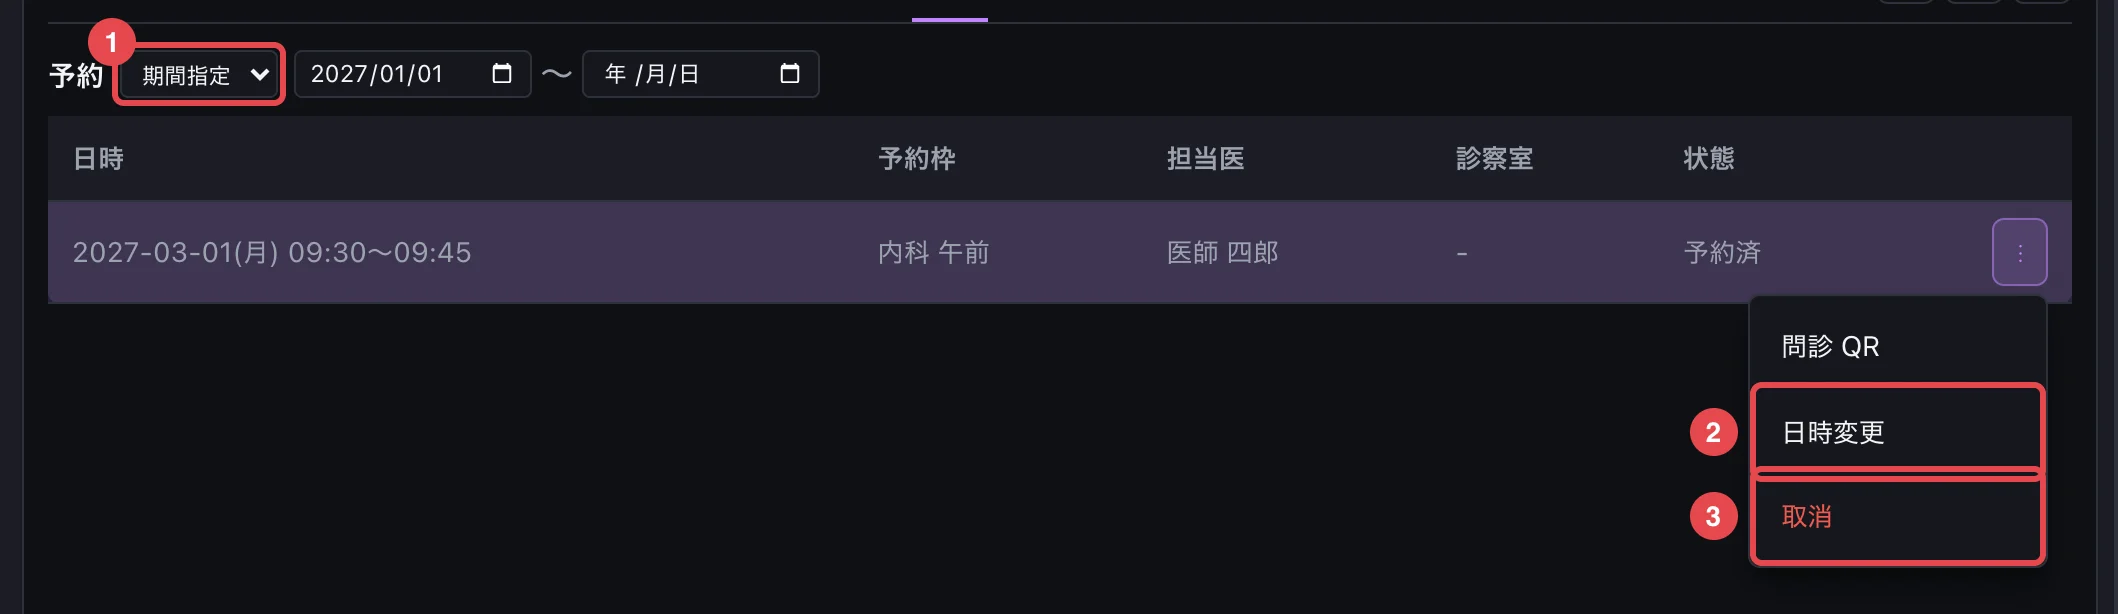 1
予約 期間指定 2027/01/01 ～ 年 /月/日
日時 予約枠 担当医 診察室 状態
2027-03-01(月) 09:30～09:45 内科 午前 医師 四郎 - 予約済 ⋮
問診 QR
2 日時変更
3 取消